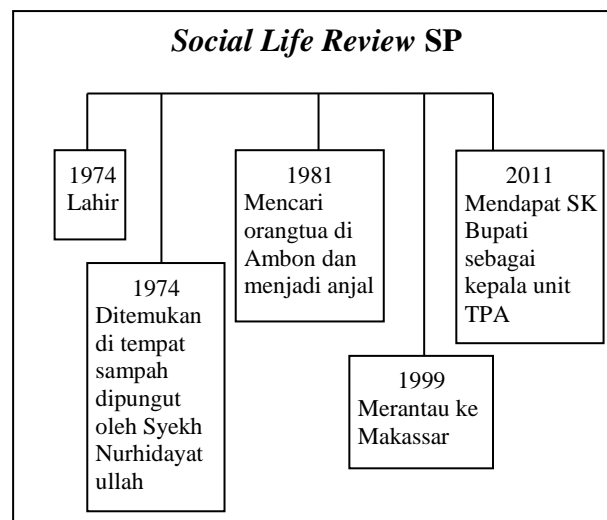 Social Life Review SP
1974
Lahir
1974
Ditemukan
di tempat
sampah
dipungut
oleh Syekh
Nurhidayat
ullah
1981
Mencari
orangtua di
Ambon dan
menjadi anjal
1999
Merantau ke
Makassar
2011
Mendapat SK
Bupati
sebagai
kepala unit
TPA